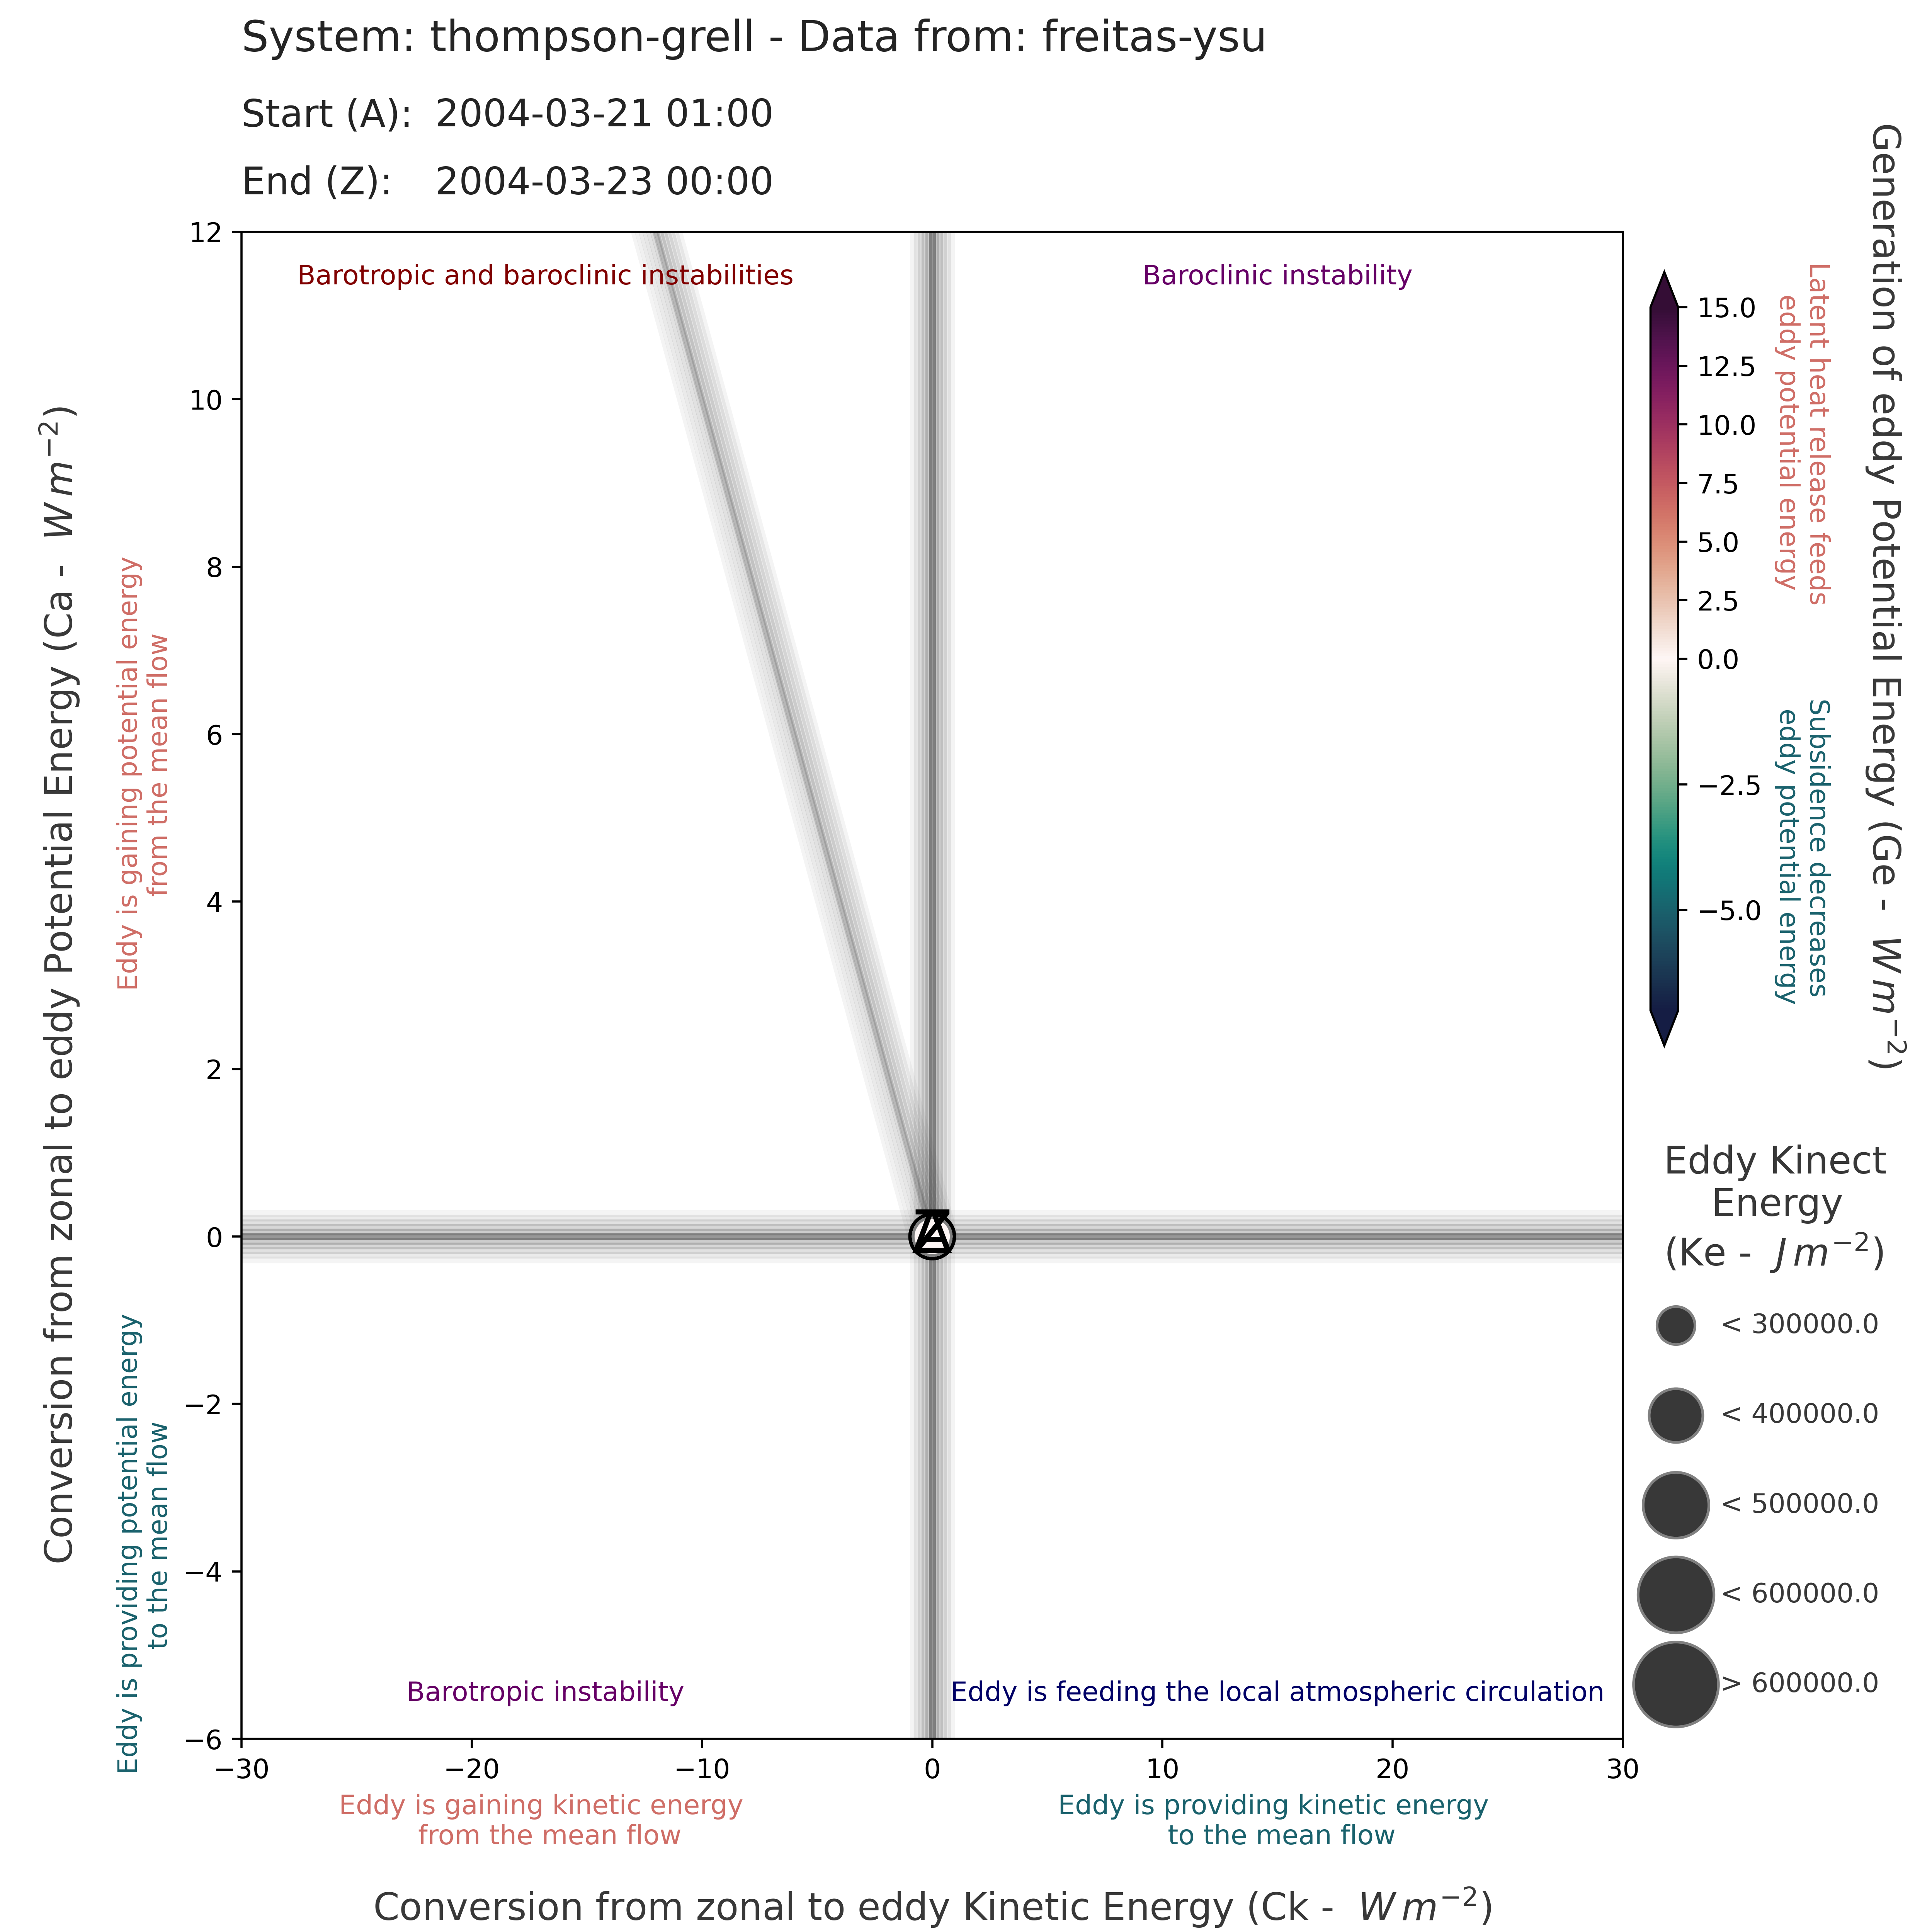 System: thompson-grell - Data from: freitas-ysu
Start (A): 2004-03-21 01:00
End (Z): 2004-03-23 00:00
Conversion from zonal to eddy Potential Energy (Ca - W m⁻²)
Eddy is gaining potential energy
from the mean flow
Eddy is providing potential energy
to the mean flow
12
10
8
6
4
2
0
−2
−4
−6
Barotropic and baroclinic instabilities
Baroclinic instability
A
Z
Barotropic instability
Eddy is feeding the local atmospheric circulation
−30
−20
−10
0
10
20
30
Eddy is gaining kinetic energy
from the mean flow
Eddy is providing kinetic energy
to the mean flow
Conversion from zonal to eddy Kinetic Energy (Ck - W m⁻²)
15.0
12.5
10.0
7.5
5.0
2.5
0.0
−2.5
−5.0
Latent heat release feeds
eddy potential energy
Subsidence decreases
eddy potential energy
Generation of eddy Potential Energy (Ge - W m⁻²)
Eddy Kinect
Energy
(Ke - J m⁻²)
< 300000.0
< 400000.0
< 500000.0
< 600000.0
> 600000.0